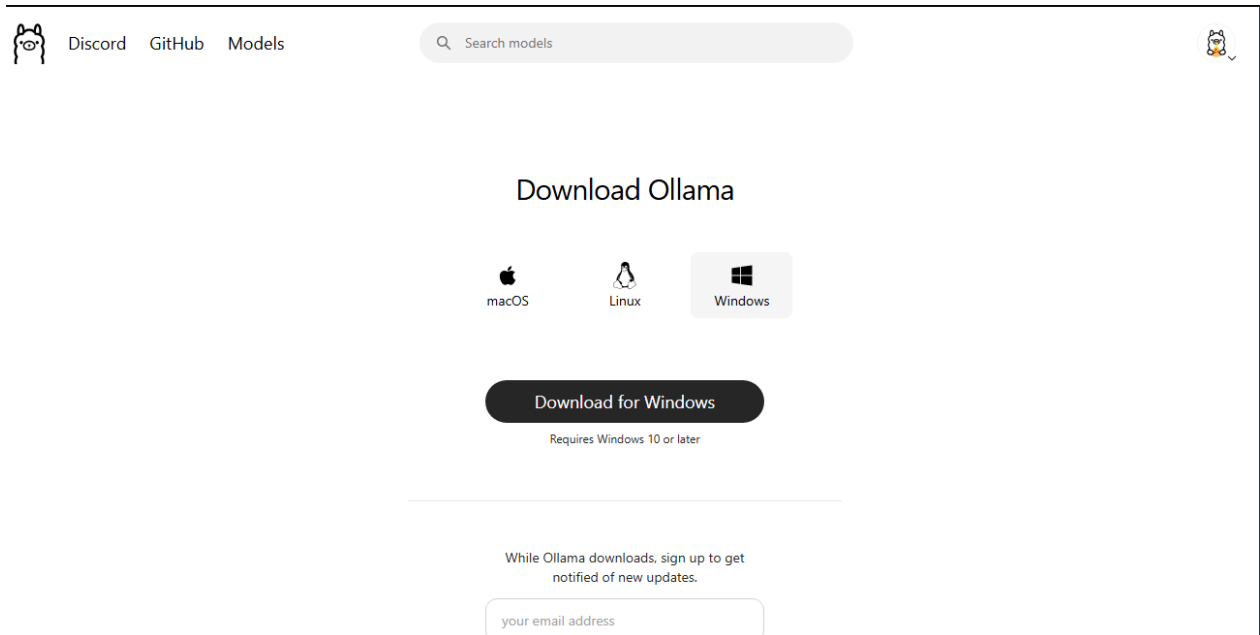 Discord GitHub Models Search models
Download Ollama
macOS Linux Windows
Download for Windows
Requires Windows 10 or later
While Ollama downloads, sign up to get
notified of new updates.
your email address